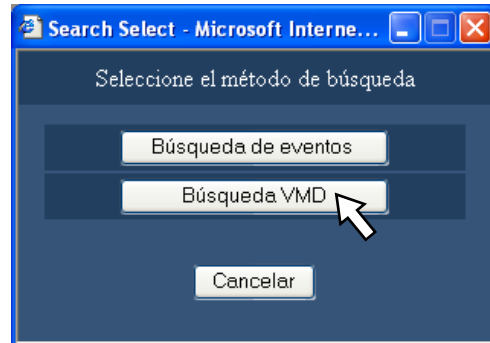 Search Select - Microsoft Interne...
Seleccione el método de búsqueda
Búsqueda de eventos
Búsqueda VMD
Cancelar